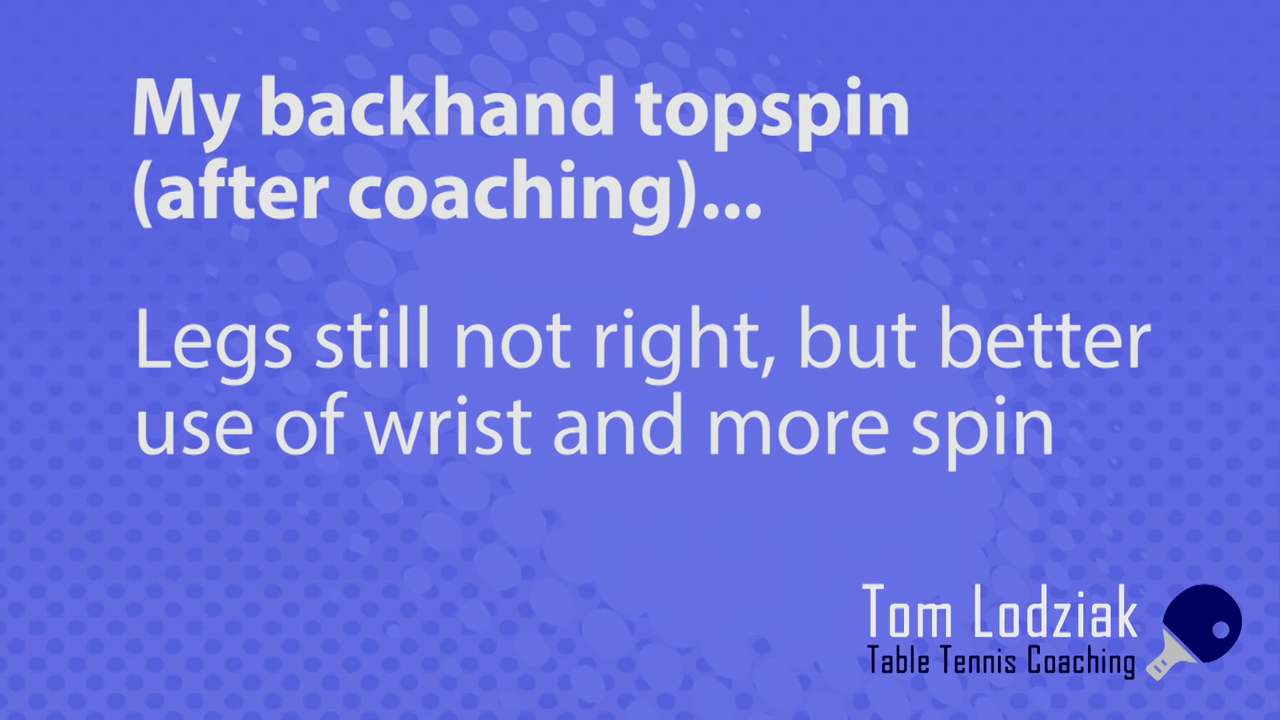 My backhand topspin
(after coaching)...
Legs still not right, but better
use of wrist and more spin
Tom Lodziak
Table Tennis Coaching